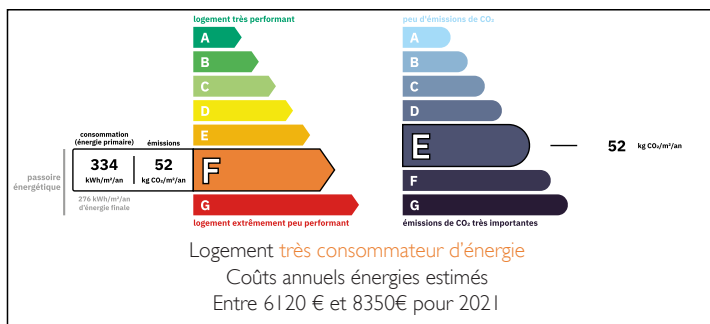 logement très performant
A
B
C
D
E
consommation
(énergie primaire)
émissions
334
kWh/m²/an
52
kg CO₂/m²/an
F
passoire
énergétique
276 kWh/m²/an
d'énergie finale
G
logement extrêmement peu performant
peu d'émissions de CO₂
A
B
C
D
E
52 kg CO₂/m²/an
F
G
émissions de CO₂ très importantes
Logement très consommateur d'énergie
Coûts annuels énergies estimés
Entre 6120 € et 8350€ pour 2021